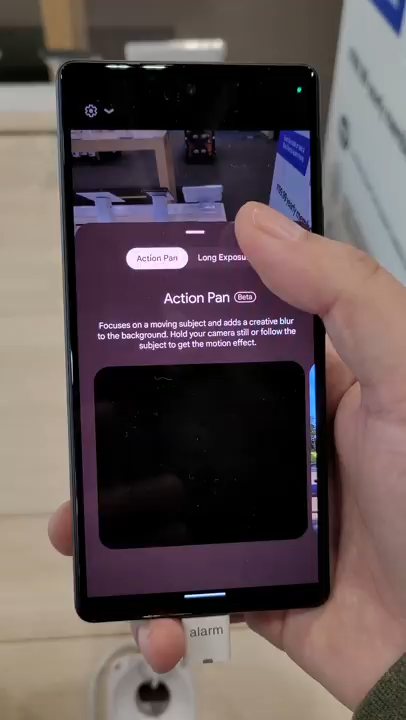 Action Pan
Long Exposu
Action Pan Beta
Focuses on a moving subject and adds a creative blur
to the background. Hold your camera still or follow the
subject to get the motion effect.
alarm